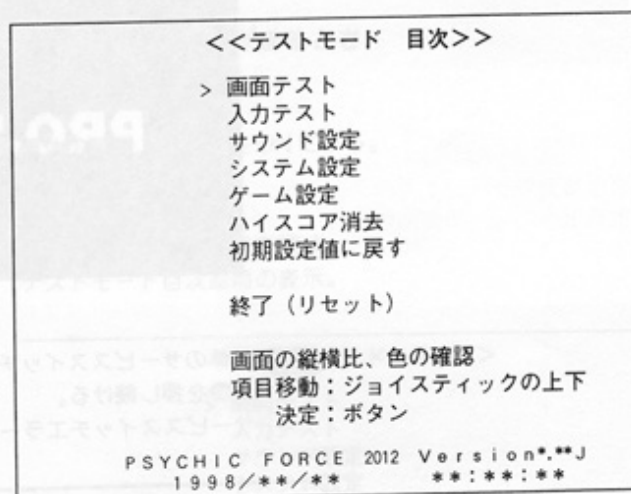 <<テストモード　目次>>
> 画面テスト
入力テスト
サウンド設定
システム設定
ゲーム設定
ハイスコア消去
初期設定値に戻す
終了（リセット）
画面の縦横比、色の確認
項目移動：ジョイスティックの上下
決定：ボタン
PSYCHIC FORCE 2012 Version*.**J
1998/**/** **:**:**